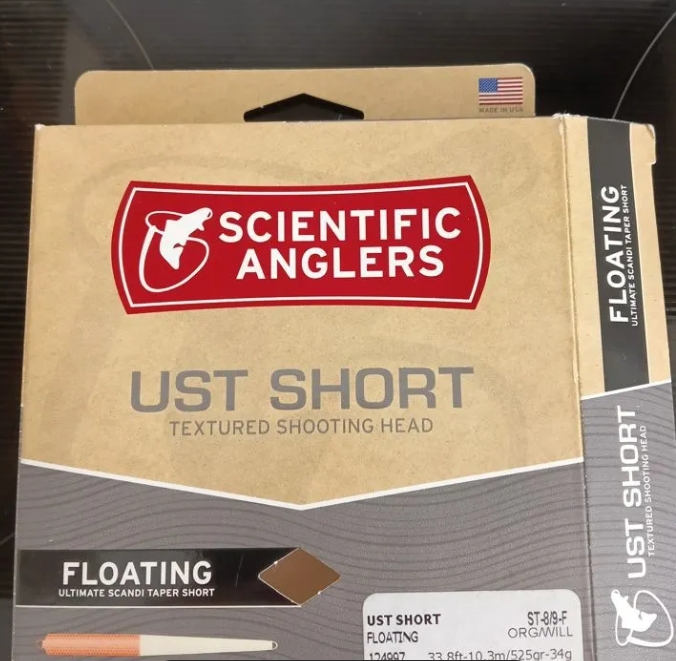 MADE IN USA
SCIENTIFIC
ANGLERS
UST SHORT
TEXTURED SHOOTING HEAD
FLOATING
ULTIMATE SCANDI TAPER SHORT
UST SHORT ST-8/9-F
FLOATING ORG/WILL
124997 33.8ft-10.3m/525gr-34g
FLOATING
ULTIMATE SCANDI TAPER SHORT
UST SHORT
TEXTURED SHOOTING HEAD